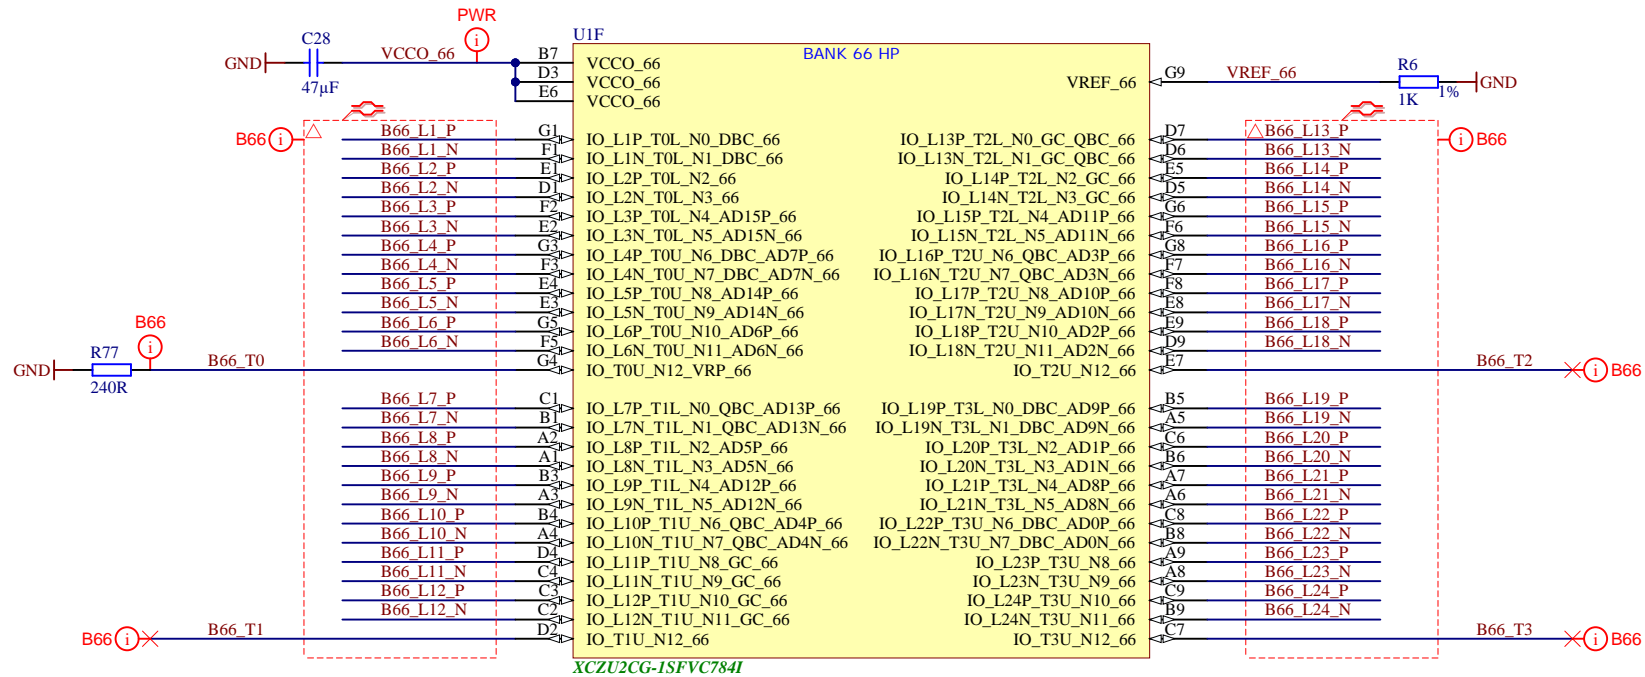 PWR
U1F
C28
GND
47µF
VCCO_66
BANK 66 HP
B7 VCCO_66
D3 VCCO_66
E6 VCCO_66
VREF_66 G9 VREF_66
R6
1K
1%
GND
B66
B66_L1_P G1 IO_L1P_T0L_N0_DBC_66
B66_L1_N F1 IO_L1N_T0L_N1_DBC_66
B66_L2_P E1 IO_L2P_T0L_N2_66
B66_L2_N D1 IO_L2N_T0L_N3_66
B66_L3_P F2 IO_L3P_T0L_N4_AD15P_66
B66_L3_N E2 IO_L3N_T0L_N5_AD15N_66
B66_L4_P G3 IO_L4P_T0U_N6_DBC_AD7P_66
B66_L4_N F3 IO_L4N_T0U_N7_DBC_AD7N_66
B66_L5_P E4 IO_L5P_T0U_N8_AD14P_66
B66_L5_N E3 IO_L5N_T0U_N9_AD14N_66
B66_L6_P G5 IO_L6P_T0U_N10_AD6P_66
B66_L6_N F5 IO_L6N_T0U_N11_AD6N_66
B66
R77
GND
240R
B66_T0 G4 IO_T0U_N12_VRP_66
B66_L7_P C1 IO_L7P_T1L_N0_QBC_AD13P_66
B66_L7_N B1 IO_L7N_T1L_N1_QBC_AD13N_66
B66_L8_P A2 IO_L8P_T1L_N2_AD5P_66
B66_L8_N A1 IO_L8N_T1L_N3_AD5N_66
B66_L9_P B3 IO_L9P_T1L_N4_AD12P_66
B66_L9_N A3 IO_L9N_T1L_N5_AD12N_66
B66_L10_P B4 IO_L10P_T1U_N6_QBC_AD4P_66
B66_L10_N A4 IO_L10N_T1U_N7_QBC_AD4N_66
B66_L11_P D4 IO_L11P_T1U_N8_GC_66
B66_L11_N C4 IO_L11N_T1U_N9_GC_66
B66_L12_P C3 IO_L12P_T1U_N10_GC_66
B66_L12_N C2 IO_L12N_T1U_N11_GC_66
B66 B66_T1 D2 IO_T1U_N12_66
IO_L13P_T2L_N0_GC_QBC_66 D7 B66_L13_P
IO_L13N_T2L_N1_GC_QBC_66 D6 B66_L13_N
B66
IO_L14P_T2L_N2_GC_66 E5 B66_L14_P
IO_L14N_T2L_N3_GC_66 D5 B66_L14_N
IO_L15P_T2L_N4_AD11P_66 G6 B66_L15_P
IO_L15N_T2L_N5_AD11N_66 F6 B66_L15_N
IO_L16P_T2U_N6_QBC_AD3P_66 G8 B66_L16_P
IO_L16N_T2U_N7_QBC_AD3N_66 F7 B66_L16_N
IO_L17P_T2U_N8_AD10P_66 F8 B66_L17_P
IO_L17N_T2U_N9_AD10N_66 E8 B66_L17_N
IO_L18P_T2U_N10_AD2P_66 E9 B66_L18_P
IO_L18N_T2U_N11_AD2N_66 D9 B66_L18_N
IO_T2U_N12_66 E7 B66_T2 B66
IO_L19P_T3L_N0_DBC_AD9P_66 B5 B66_L19_P
IO_L19N_T3L_N1_DBC_AD9N_66 A5 B66_L19_N
IO_L20P_T3L_N2_AD1P_66 C6 B66_L20_P
IO_L20N_T3L_N3_AD1N_66 B6 B66_L20_N
IO_L21P_T3L_N4_AD8P_66 A7 B66_L21_P
IO_L21N_T3L_N5_AD8N_66 A6 B66_L21_N
IO_L22P_T3U_N6_DBC_AD0P_66 C8 B66_L22_P
IO_L22N_T3U_N7_DBC_AD0N_66 B8 B66_L22_N
IO_L23P_T3U_N8_66 A9 B66_L23_P
IO_L23N_T3U_N9_66 A8 B66_L23_N
IO_L24P_T3U_N10_66 C9 B66_L24_P
IO_L24N_T3U_N11_66 B9 B66_L24_N
IO_T3U_N12_66 C7 B66_T3 B66
XCZU2CG-1SFVC784I